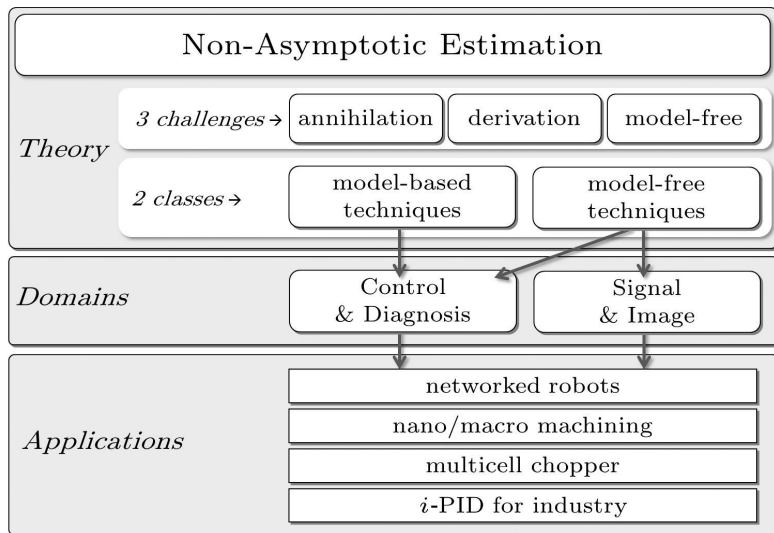 Non-Asymptotic Estimation
Theory
3 challenges → annihilation derivation model-free
2 classes → model-based techniques model-free techniques
Domains
Control & Diagnosis
Signal & Image
Applications
networked robots
nano/macro machining
multicell chopper
i-PID for industry